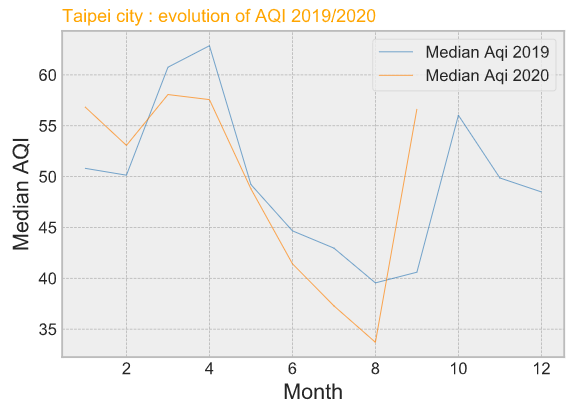 Taipei city : evolution of AQI 2019/2020
Median Aqi 2019
Median Aqi 2020
Median AQI
60
55
50
45
40
35
2 4 6 8 10 12
Month